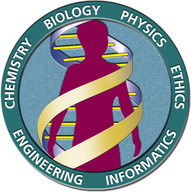 CHEMISTRY BIOLOGY PHYSICS ETHICS
ENGINEERING INFORMATICS